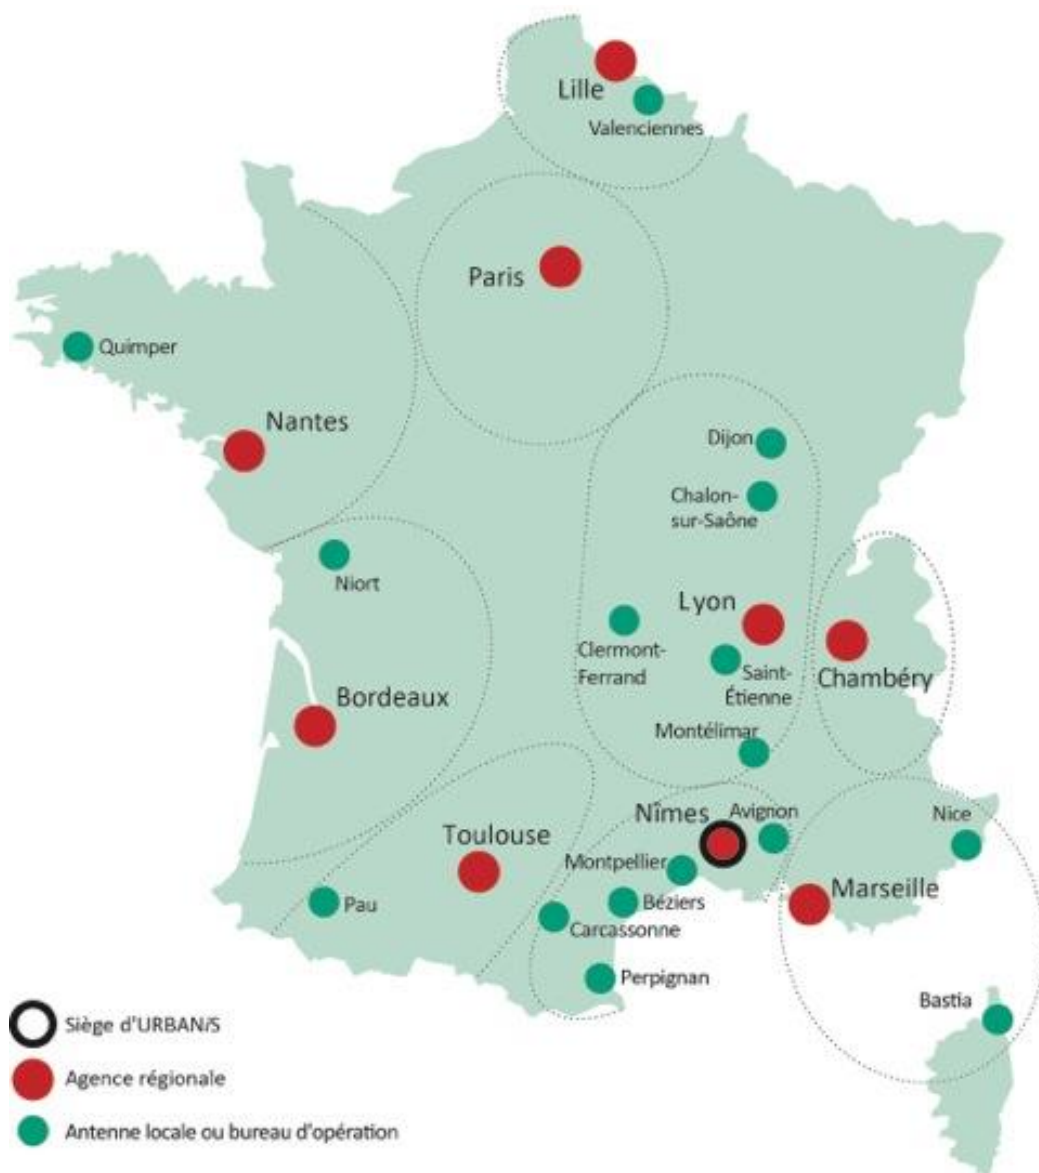 Lille
Valenciennes
Paris
Quimper
Nantes
Dijon
Chalon-
sur-Saône
Niort
Lyon
Clermont-
Ferrand
Saint-
Étienne
Chambéry
Bordeaux
Montélimar
Nîmes
Avignon
Nice
Toulouse
Montpellier
Marseille
Pau
Béziers
Carcassonne
Perpignan
Bastia
Siège d'URBANiS
Agence régionale
Antenne locale ou bureau d'opération